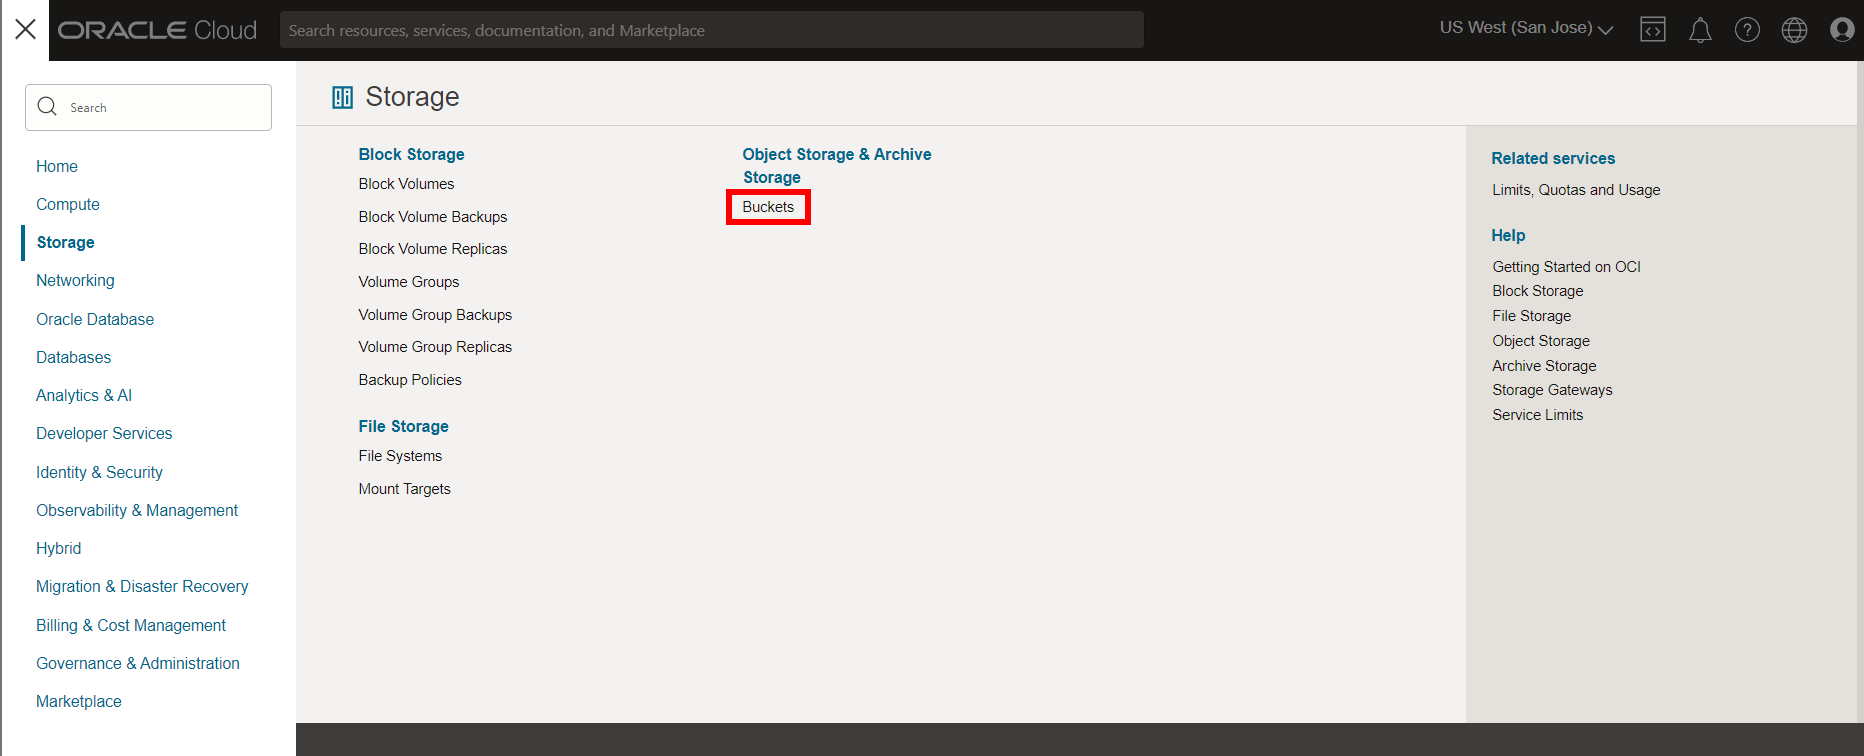 ORACLE Cloud
Search resources, services, documentation, and Marketplace
US West (San Jose)
Search
Home
Compute
Storage
Networking
Oracle Database
Databases
Analytics & AI
Developer Services
Identity & Security
Observability & Management
Hybrid
Migration & Disaster Recovery
Billing & Cost Management
Governance & Administration
Marketplace
Storage
Block Storage
Block Volumes
Block Volume Backups
Block Volume Replicas
Volume Groups
Volume Group Backups
Volume Group Replicas
Backup Policies
File Storage
File Systems
Mount Targets
Object Storage & Archive
Storage
Buckets
Related services
Limits, Quotas and Usage
Help
Getting Started on OCI
Block Storage
File Storage
Object Storage
Archive Storage
Storage Gateways
Service Limits